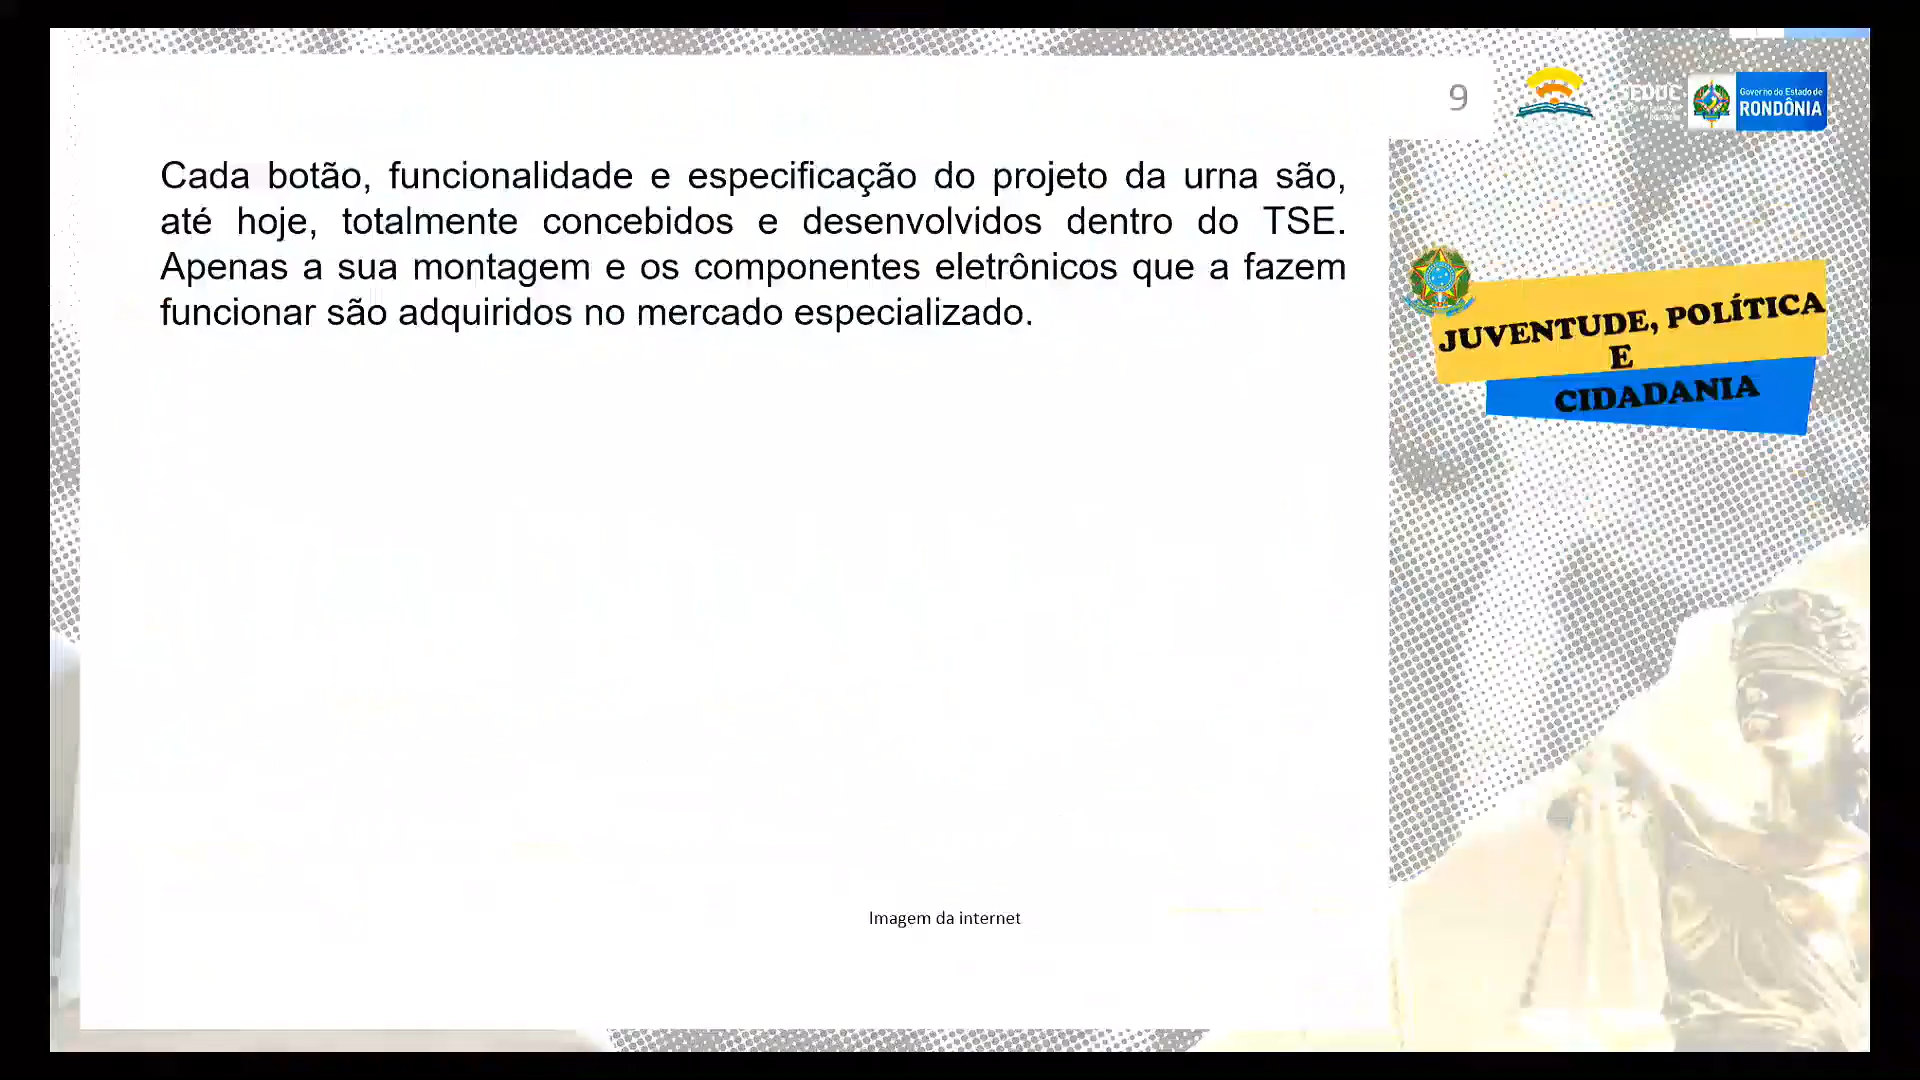 9
SEDUC
Governo do Estado de
RONDÔNIA
Cada botão, funcionalidade e especificação do projeto da urna são,
até hoje, totalmente concebidos e desenvolvidos dentro do TSE.
Apenas a sua montagem e os componentes eletrônicos que a fazem
funcionar são adquiridos no mercado especializado.
JUVENTUDE, POLÍTICA
E
CIDADANIA
Imagem da internet